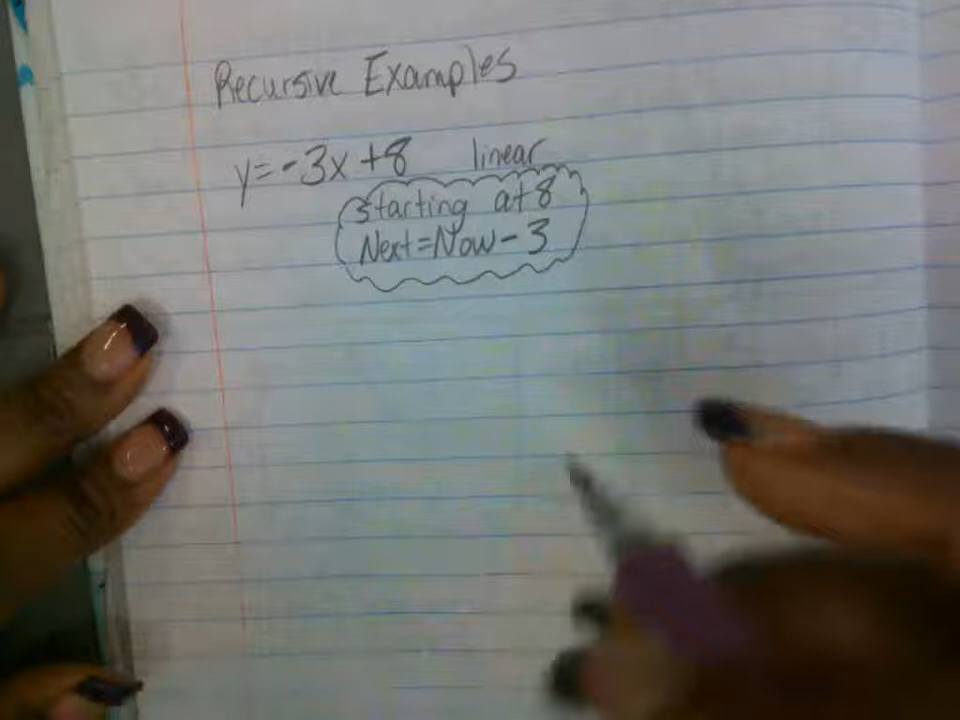 Recursive Examples
y=-3x+8 linear
Starting at 8
Next=Now-3